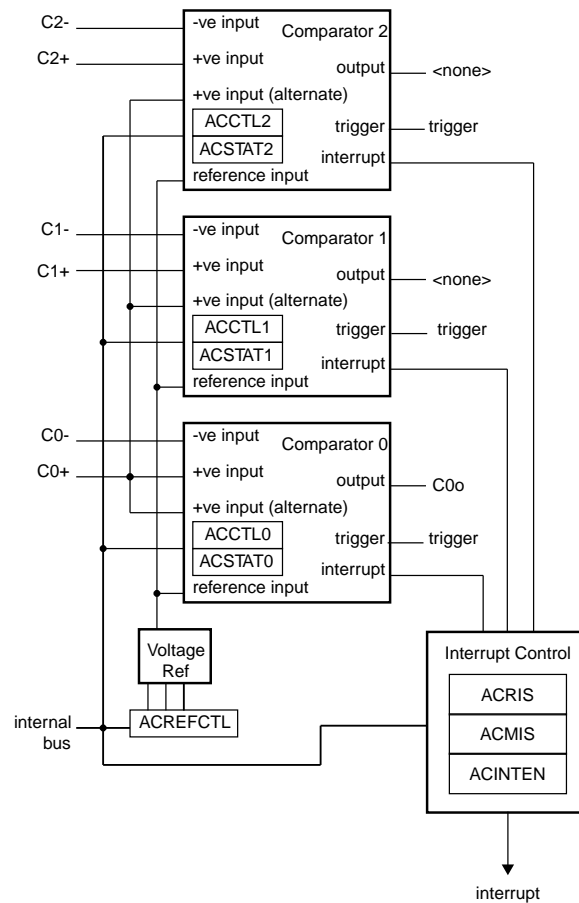 C2-
-ve input
Comparator 2
C2+
+ve input
output
<none>
+ve input (alternate)
ACCTL2
trigger
trigger
ACSTAT2
interrupt
reference input
C1-
-ve input
Comparator 1
C1+
+ve input
output
<none>
+ve input (alternate)
ACCTL1
trigger
trigger
ACSTAT1
interrupt
reference input
C0-
-ve input
Comparator 0
C0+
+ve input
output
C0o
+ve input (alternate)
ACCTL0
trigger
trigger
ACSTAT0
interrupt
reference input
Voltage
Ref
Interrupt Control
ACRIS
internal
bus
ACREFCTL
ACMIS
ACINTEN
interrupt